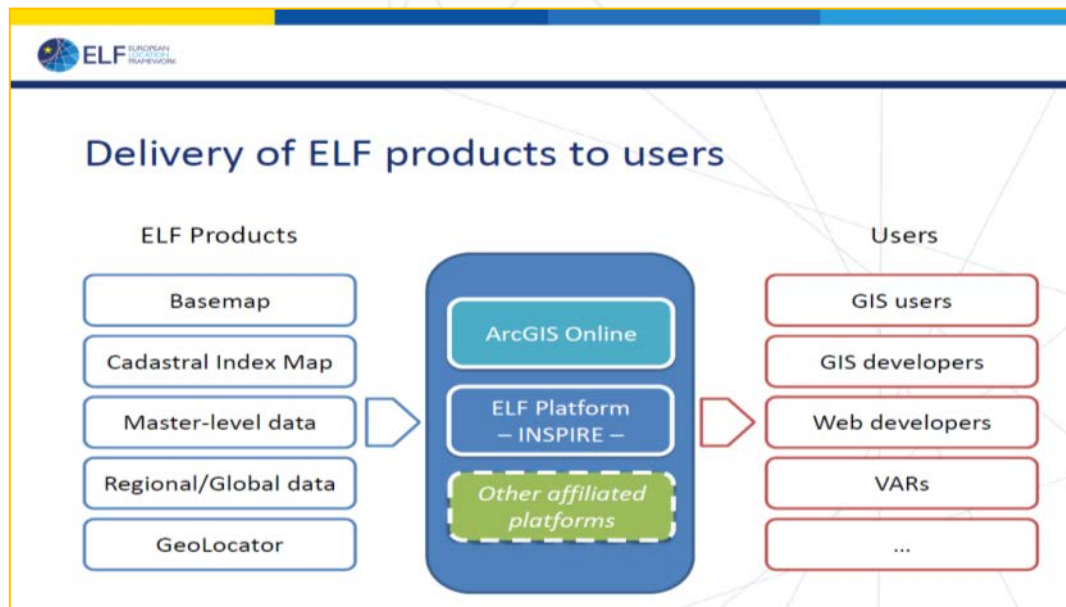 ELF EUROPEAN
LOCATION
FRAMEWORK
Delivery of ELF products to users
ELF Products
Basemap
Cadastral Index Map
Master-level data
Regional/Global data
GeoLocator
ArcGIS Online
ELF Platform
– INSPIRE –
Other affiliated
platforms
Users
GIS users
GIS developers
Web developers
VARs
...